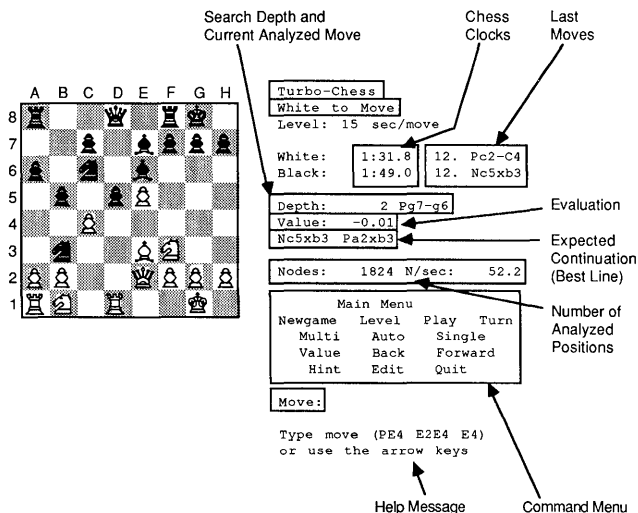 Search Depth and
Current Analyzed Move
Chess
Clocks
Last
Moves
A B C D E F G H
8
7
6
5
4
3
2
1
Turbo-Chess
White to Move
Level: 15 sec/move
White: 1:31.8 12. Pc2-C4
Black: 1:49.0 12. Nc5xb3
Depth: 2 Pg7-g6
Value: -0.01
Nc5xb3 Pa2xb3
Nodes: 1824 N/sec: 52.2
Main Menu
Newgame Level Play Turn
Multi Auto Single
Value Back Forward
Hint Edit Quit
Move:
Type move (PE4 E2E4 E4)
or use the arrow keys
Evaluation
Expected
Continuation
(Best Line)
Number of
Analyzed
Positions
Help Message
Command Menu